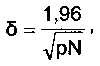 δ = 1,96 / √pN ,